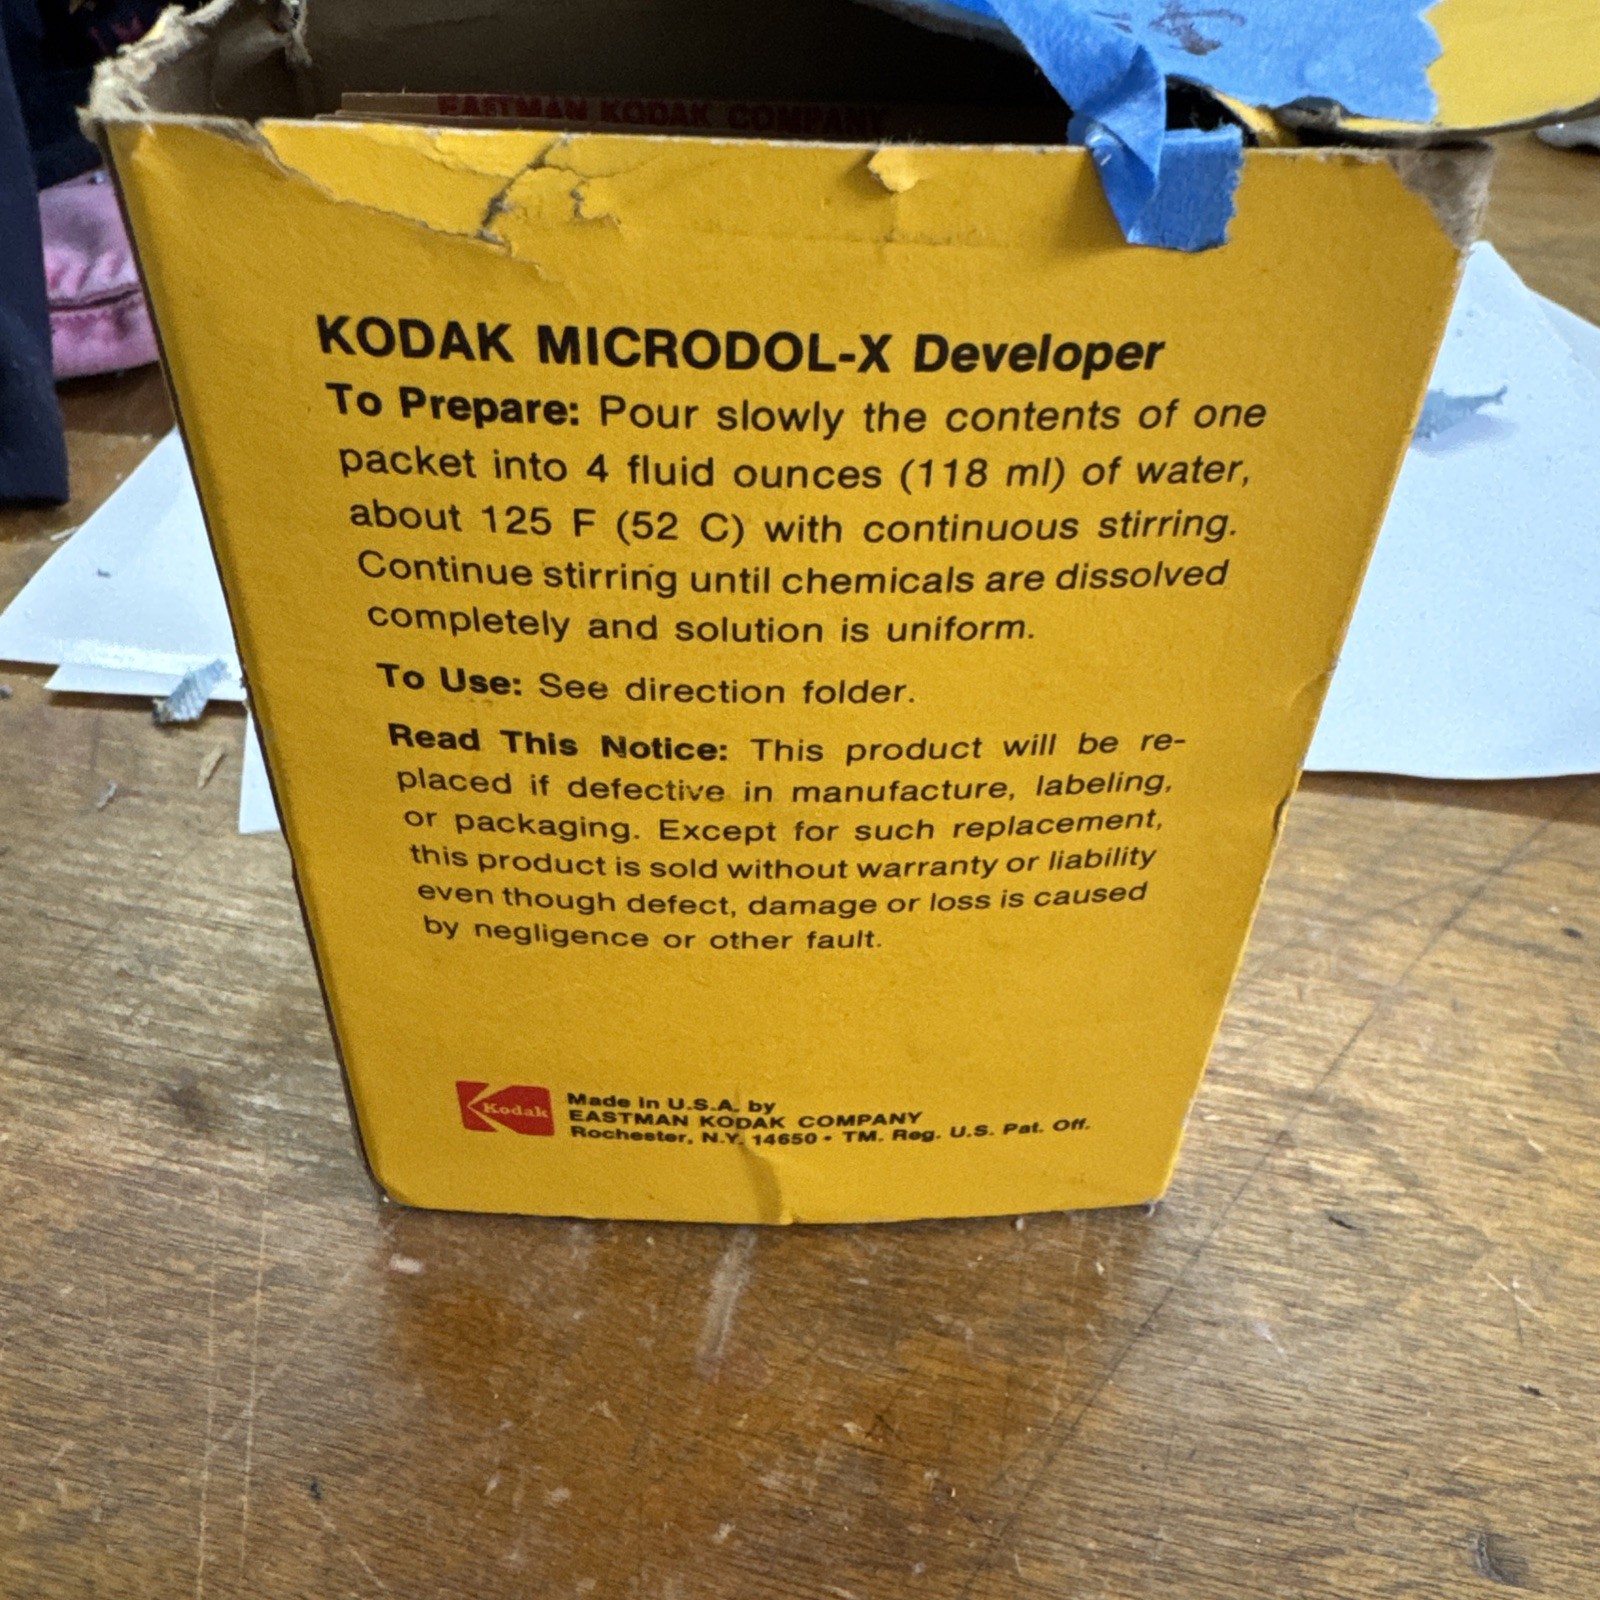 EASTMAN KODAK COMPANY
KODAK MICRODOL-X Developer
To Prepare: Pour slowly the contents of one
packet into 4 fluid ounces (118 ml) of water,
about 125 F (52 C) with continuous stirring.
Continue stirring until chemicals are dissolved
completely and solution is uniform.
To Use: See direction folder.
Read This Notice: This product will be re-
placed if defective in manufacture, labeling,
or packaging. Except for such replacement,
this product is sold without warranty or liability
even though defect, damage or loss is caused
by negligence or other fault.
Kodak
Made in U.S.A. by
EASTMAN KODAK COMPANY
Rochester, N.Y. 14650 • TM. Reg. U.S. Pat. Off.